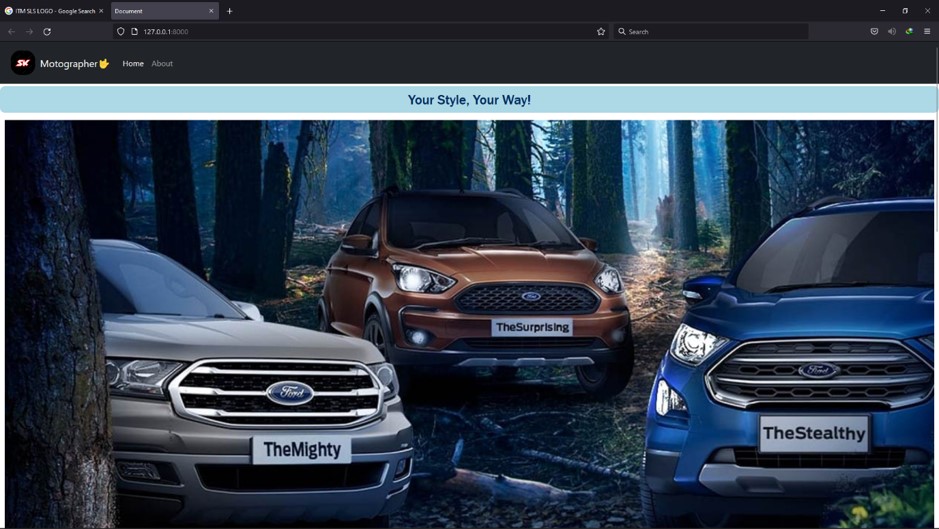 iTM SLS LOGO - Google Search
Document
127.0.0.1:8000
Search
SK
Motographer🤟
Home
About
Your Style, Your Way!
TheSurprising
Ford
Ford
Ford
TheMighty
TheStealthy